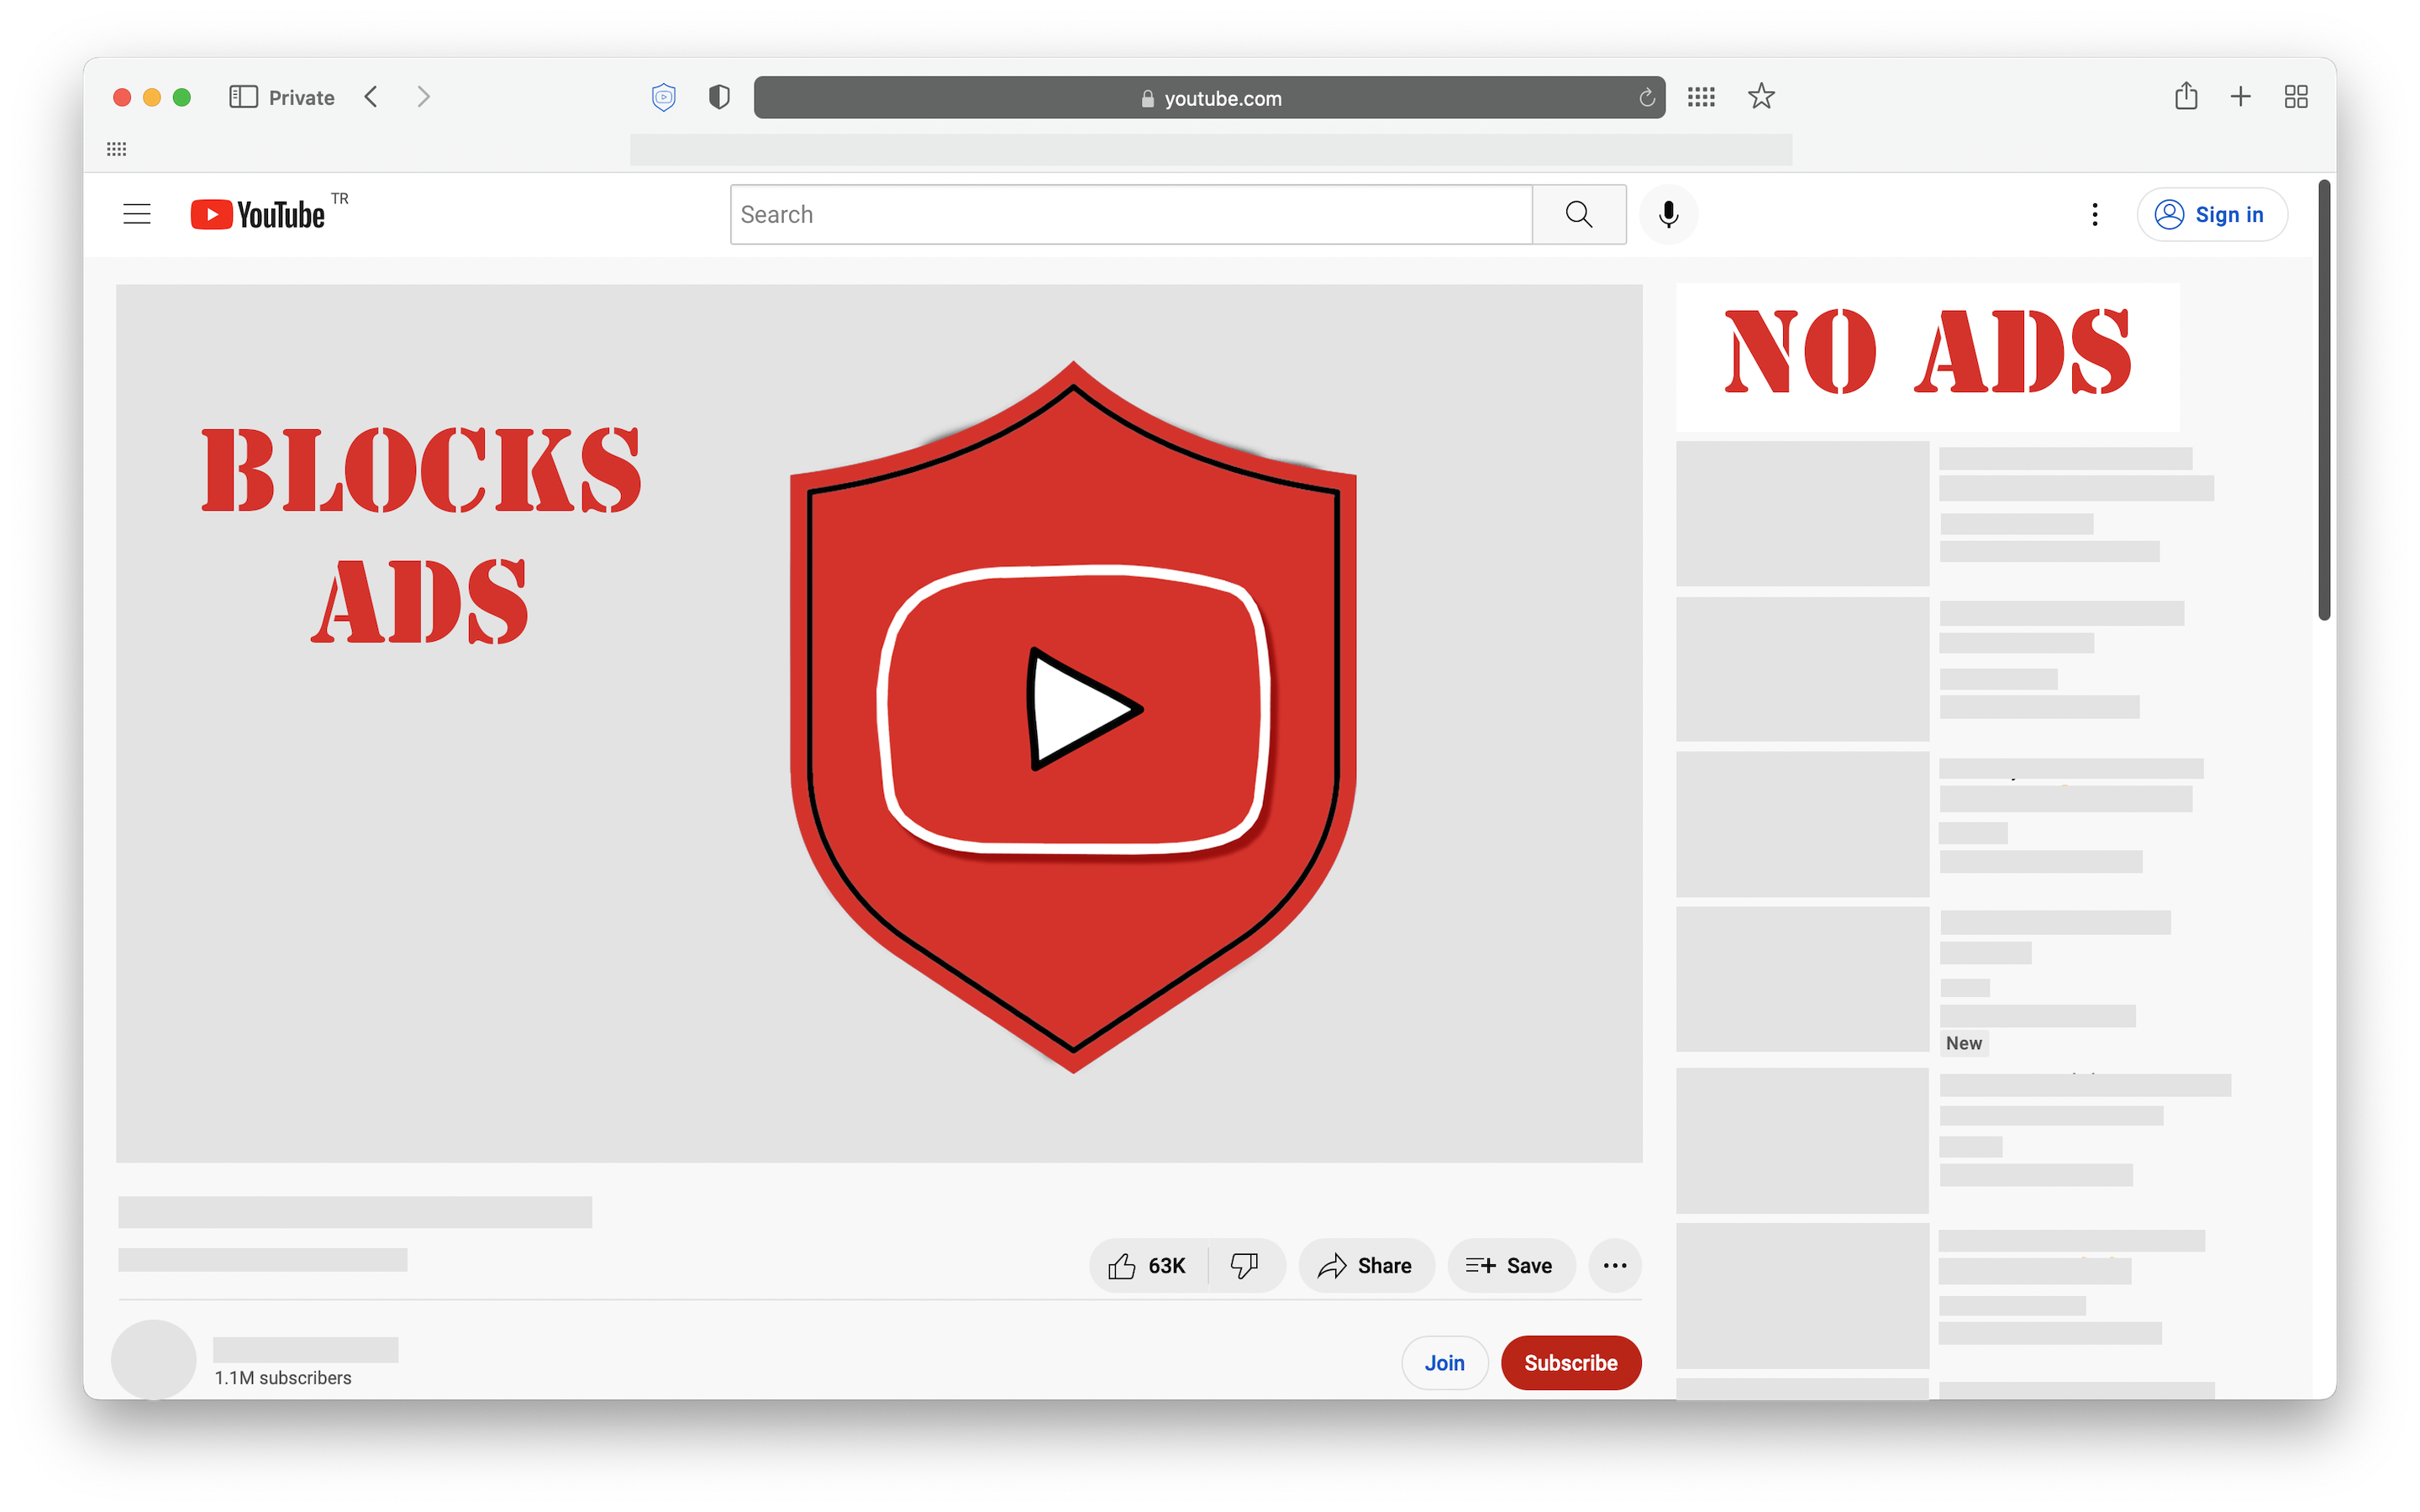 Private
youtube.com
YouTube TR
Search
Sign in
BLOCKS
ADS
NO ADS
New
63K
Share
Save
1.1M subscribers
Join
Subscribe